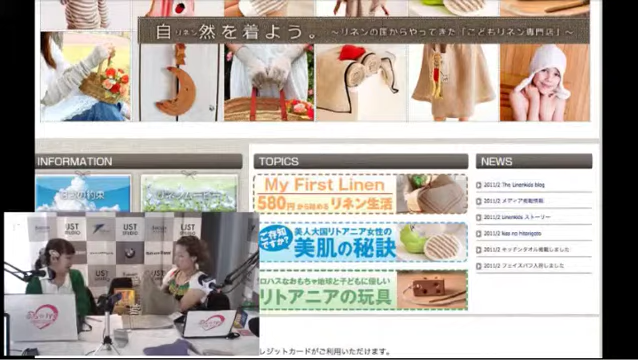 自リネン然を着よう。 ～リネンの国からやってきた「こどもリネン専門店」～
INFORMATION
TOPICS
NEWS
My First Linen
580円から始める リネン生活
ご存知ですか?
美人大国リトアニア女性の
美肌の秘訣
ロハスなおもちゃ地球と子どもに優しい
リトアニアの玩具
2011/2 The Linenkids blog
2011/2 メディア掲載情報
2011/2 Linenkids ストーリー
2011/2 kas no hitorigoto
2011/2 キッチンタオル掲載しました
2011/2 フェイスパフ入荷しました
UST STUDIO
UST STUDIO
レジットカードがご利用いただけます。